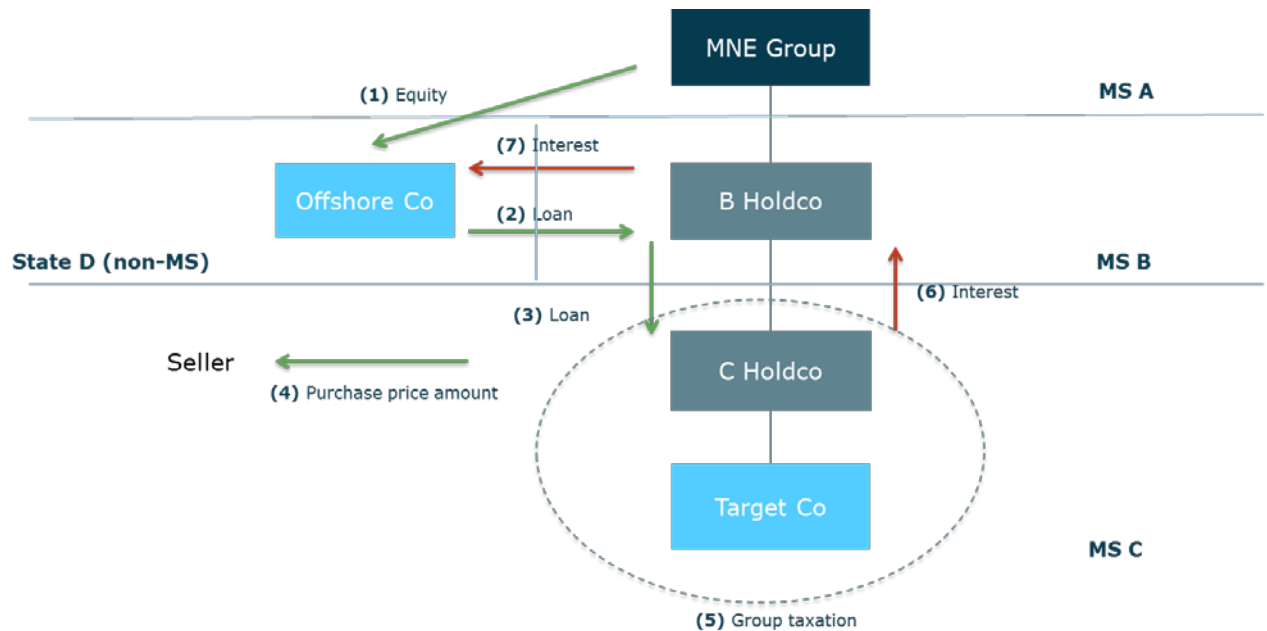 MNE Group
(1) Equity
MS A
(7) Interest
Offshore Co
B Holdco
(2) Loan
State D (non-MS)
MS B
(6) Interest
(3) Loan
Seller
C Holdco
(4) Purchase price amount
Target Co
MS C
(5) Group taxation